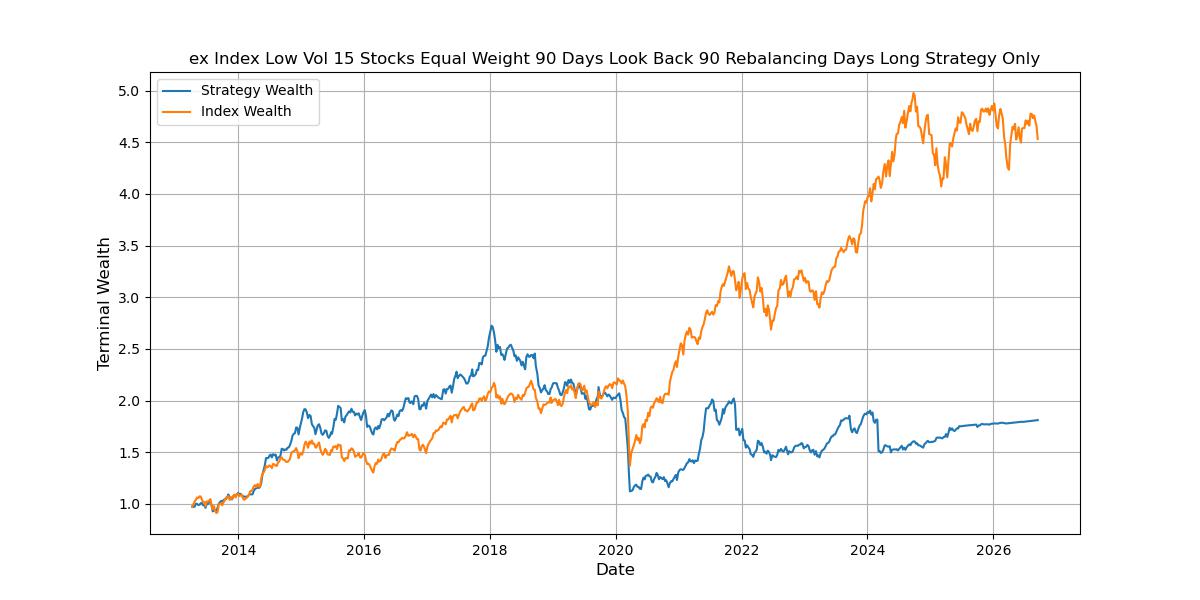 ex Index Low Vol 15 Stocks Equal Weight 90 Days Look Back 90 Rebalancing Days Long Strategy Only
Strategy Wealth
Index Wealth
Terminal Wealth
5.0
4.5
4.0
3.5
3.0
2.5
2.0
1.5
1.0
2014 2016 2018 2020 2022 2024 2026
Date